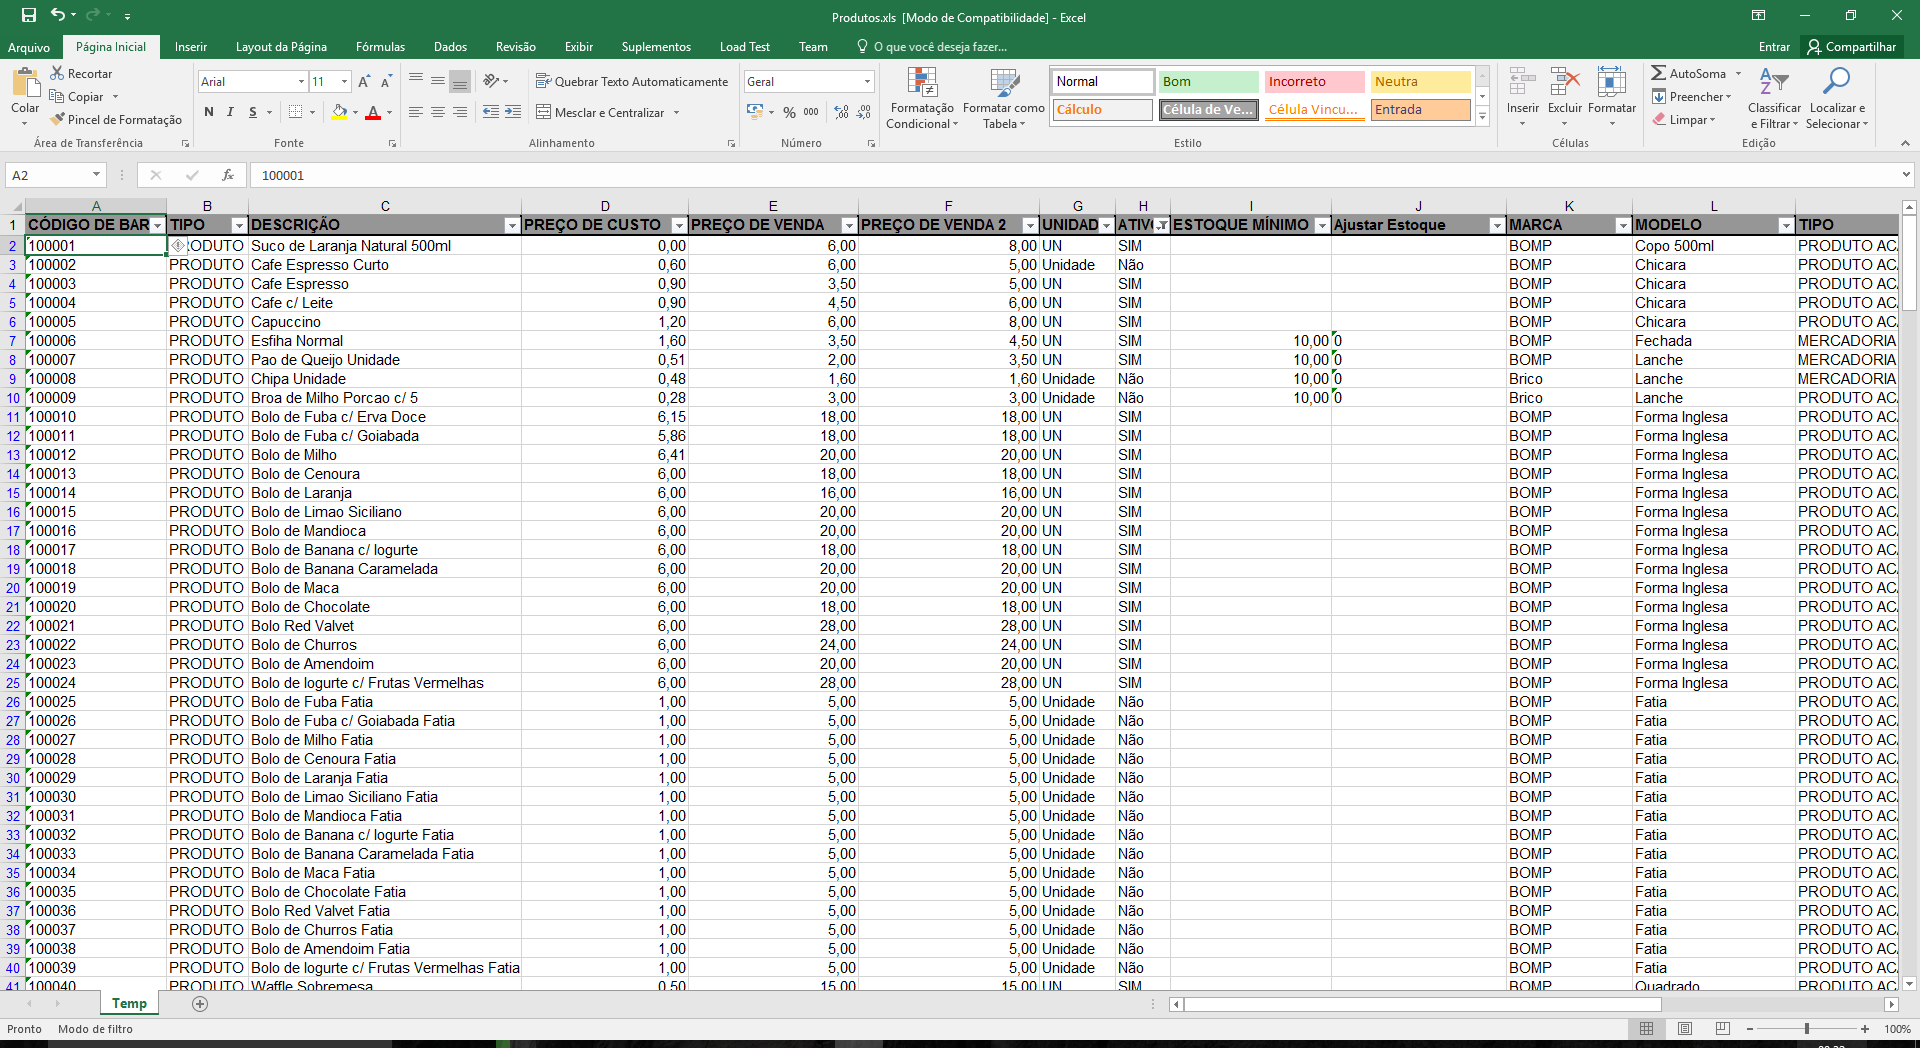 Produtos.xls  [Modo de Compatibilidade] - Excel
Arquivo Página Inicial Inserir Layout da Página Fórmulas Dados Revisão Exibir Suplementos Load Test Team O que você deseja fazer... Entrar Compartilhar
Colar Recortar Copiar Pincel de Formatação
Área de Transferência
Arial 11
N I S
Fonte
Quebrar Texto Automaticamente
Mesclar e Centralizar
Alinhamento
Geral
% 000
Número
Formatação Condicional Formatar como Tabela
Normal Bom Incorreto Neutra
Cálculo Célula de Ve... Célula Vincu... Entrada
Estilo
Inserir Excluir Formatar
Células
AutoSoma Preencher Limpar
Classificar e Filtrar Localizar e Selecionar
Edição
A2 fx 100001
A B C D E F G H I J K L
1 CÓDIGO DE BAR TIPO DESCRIÇÃO PREÇO DE CUSTO PREÇO DE VENDA PREÇO DE VENDA 2 UNIDAD ATIV ESTOQUE MÍNIMO Ajustar Estoque MARCA MODELO TIPO
2 100001 RODUTO Suco de Laranja Natural 500ml 0,00 6,00 8,00 UN SIM BOMP Copo 500ml PRODUTO AC
3 100002 PRODUTO Cafe Espresso Curto 0,60 6,00 5,00 Unidade Não BOMP Chicara PRODUTO AC
4 100003 PRODUTO Cafe Espresso 0,90 3,50 5,00 UN SIM BOMP Chicara PRODUTO AC
5 100004 PRODUTO Cafe c/ Leite 0,90 4,50 6,00 UN SIM BOMP Chicara PRODUTO AC
6 100005 PRODUTO Capuccino 1,20 6,00 8,00 UN SIM BOMP Chicara PRODUTO AC
7 100006 PRODUTO Esfiha Normal 1,60 3,50 4,50 UN SIM 10,00 0 BOMP Fechada MERCADORIA
8 100007 PRODUTO Pao de Queijo Unidade 0,51 2,00 3,50 UN SIM 10,00 0 BOMP Lanche MERCADORIA
9 100008 PRODUTO Chipa Unidade 0,48 1,60 1,60 Unidade Não 10,00 0 Brico Lanche MERCADORIA
10 100009 PRODUTO Broa de Milho Porcao c/ 5 0,28 3,00 3,00 Unidade Não 10,00 0 Brico Lanche PRODUTO AC
11 100010 PRODUTO Bolo de Fuba c/ Erva Doce 6,15 18,00 18,00 UN SIM BOMP Forma Inglesa PRODUTO AC
12 100011 PRODUTO Bolo de Fuba c/ Goiabada 5,86 18,00 18,00 UN SIM BOMP Forma Inglesa PRODUTO AC
13 100012 PRODUTO Bolo de Milho 6,41 20,00 20,00 UN SIM BOMP Forma Inglesa PRODUTO AC
14 100013 PRODUTO Bolo de Cenoura 6,00 18,00 18,00 UN SIM BOMP Forma Inglesa PRODUTO AC
15 100014 PRODUTO Bolo de Laranja 6,00 16,00 16,00 UN SIM BOMP Forma Inglesa PRODUTO AC
16 100015 PRODUTO Bolo de Limao Siciliano 6,00 20,00 20,00 UN SIM BOMP Forma Inglesa PRODUTO AC
17 100016 PRODUTO Bolo de Mandioca 6,00 20,00 20,00 UN SIM BOMP Forma Inglesa PRODUTO AC
18 100017 PRODUTO Bolo de Banana c/ Iogurte 6,00 18,00 18,00 UN SIM BOMP Forma Inglesa PRODUTO AC
19 100018 PRODUTO Bolo de Banana Caramelada 6,00 20,00 20,00 UN SIM BOMP Forma Inglesa PRODUTO AC
20 100019 PRODUTO Bolo de Maca 6,00 20,00 20,00 UN SIM BOMP Forma Inglesa PRODUTO AC
21 100020 PRODUTO Bolo de Chocolate 6,00 18,00 18,00 UN SIM BOMP Forma Inglesa PRODUTO AC
22 100021 PRODUTO Bolo Red Valvet 6,00 28,00 28,00 UN SIM BOMP Forma Inglesa PRODUTO AC
23 100022 PRODUTO Bolo de Churros 6,00 24,00 24,00 UN SIM BOMP Forma Inglesa PRODUTO AC
24 100023 PRODUTO Bolo de Amendoim 6,00 20,00 20,00 UN SIM BOMP Forma Inglesa PRODUTO AC
25 100024 PRODUTO Bolo de Iogurte c/ Frutas Vermelhas 6,00 28,00 28,00 UN SIM BOMP Forma Inglesa PRODUTO AC
26 100025 PRODUTO Bolo de Fuba Fatia 1,00 5,00 5,00 Unidade Não BOMP Fatia PRODUTO AC
27 100026 PRODUTO Bolo de Fuba c/ Goiabada Fatia 1,00 5,00 5,00 Unidade Não BOMP Fatia PRODUTO AC
28 100027 PRODUTO Bolo de Milho Fatia 1,00 5,00 5,00 Unidade Não BOMP Fatia PRODUTO AC
29 100028 PRODUTO Bolo de Cenoura Fatia 1,00 5,00 5,00 Unidade Não BOMP Fatia PRODUTO AC
30 100029 PRODUTO Bolo de Laranja Fatia 1,00 5,00 5,00 Unidade Não BOMP Fatia PRODUTO AC
31 100030 PRODUTO Bolo de Limao Siciliano Fatia 1,00 5,00 5,00 Unidade Não BOMP Fatia PRODUTO AC
32 100031 PRODUTO Bolo de Mandioca Fatia 1,00 5,00 5,00 Unidade Não BOMP Fatia PRODUTO AC
33 100032 PRODUTO Bolo de Banana c/ Iogurte Fatia 1,00 5,00 5,00 Unidade Não BOMP Fatia PRODUTO AC
34 100033 PRODUTO Bolo de Banana Caramelada Fatia 1,00 5,00 5,00 Unidade Não BOMP Fatia PRODUTO AC
35 100034 PRODUTO Bolo de Maca Fatia 1,00 5,00 5,00 Unidade Não BOMP Fatia PRODUTO AC
36 100035 PRODUTO Bolo de Chocolate Fatia 1,00 5,00 5,00 Unidade Não BOMP Fatia PRODUTO AC
37 100036 PRODUTO Bolo Red Valvet Fatia 1,00 5,00 5,00 Unidade Não BOMP Fatia PRODUTO AC
38 100037 PRODUTO Bolo de Churros Fatia 1,00 5,00 5,00 Unidade Não BOMP Fatia PRODUTO AC
39 100038 PRODUTO Bolo de Amendoim Fatia 1,00 5,00 5,00 Unidade Não BOMP Fatia PRODUTO AC
40 100039 PRODUTO Bolo de Iogurte c/ Frutas Vermelhas Fatia 1,00 5,00 5,00 Unidade Não BOMP Fatia PRODUTO AC
41 100040 PRODUTO Waffle Sobremesa 0,50 15,00 15,00 UN SIM BOMP Quadrado PRODUTO AC
Temp
Pronto Modo de filtro 100%